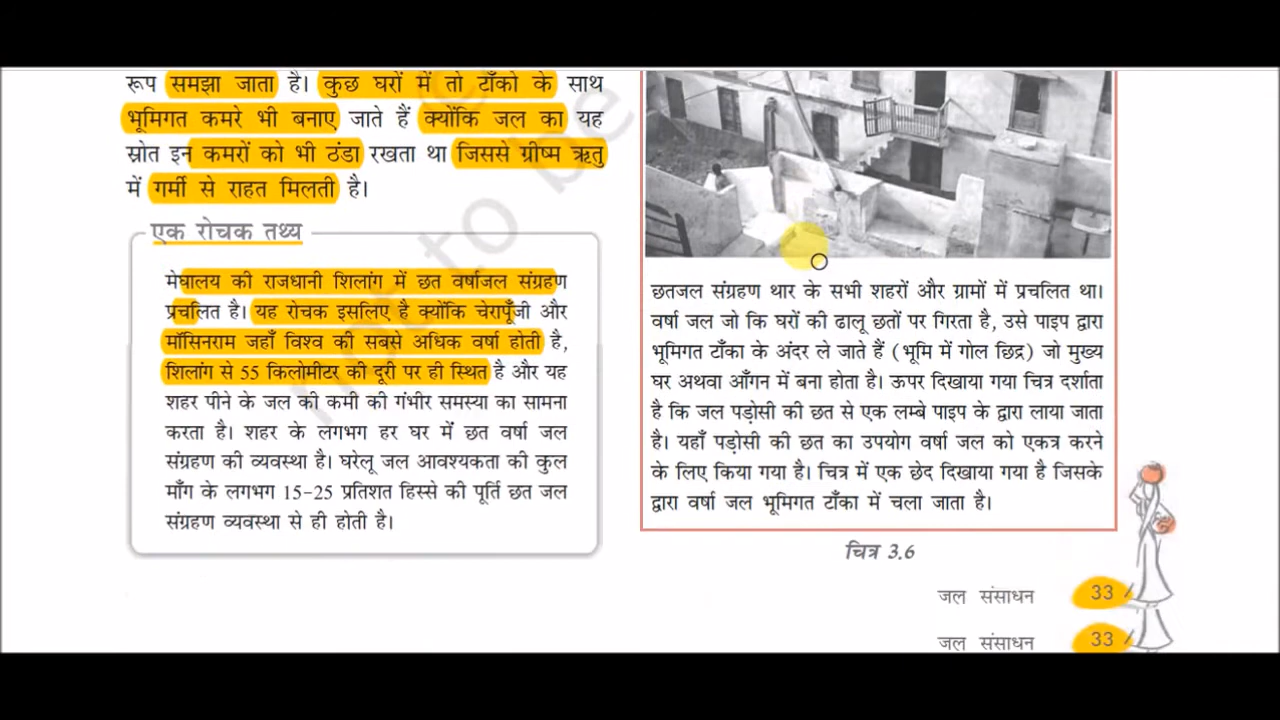 रूप समझा जाता है। कुछ घरों में तो टाँको के साथ
भूमिगत कमरे भी बनाए जाते हैं क्योंकि जल का यह
स्रोत इन कमरों को भी ठंडा रखता था जिससे ग्रीष्म ऋतु
में गर्मी से राहत मिलती है।
एक रोचक तथ्य
मेघालय की राजधानी शिलांग में छत वर्षाजल संग्रहण
प्रचलित है। यह रोचक इसलिए है क्योंकि चेरापूँजी और
मॉसिनराम जहाँ विश्व की सबसे अधिक वर्षा होती है,
शिलांग से 55 किलोमीटर की दूरी पर ही स्थित है और यह
शहर पीने के जल की कमी की गंभीर समस्या का सामना
करता है। शहर के लगभग हर घर में छत वर्षा जल
संग्रहण की व्यवस्था है। घरेलू जल आवश्यकता की कुल
माँग के लगभग 15-25 प्रतिशत हिस्से की पूर्ति छत जल
संग्रहण व्यवस्था से ही होती है।
छतजल संग्रहण थार के सभी शहरों और ग्रामों में प्रचलित था।
वर्षा जल जो कि घरों की ढालू छतों पर गिरता है, उसे पाइप द्वारा
भूमिगत टाँका के अंदर ले जाते हैं (भूमि में गोल छिद्र) जो मुख्य
घर अथवा आँगन में बना होता है। ऊपर दिखाया गया चित्र दर्शाता
है कि जल पड़ोसी की छत से एक लम्बे पाइप के द्वारा लाया जाता
है। यहाँ पड़ोसी की छत का उपयोग वर्षा जल को एकत्र करने
के लिए किया गया है। चित्र में एक छेद दिखाया गया है जिसके
द्वारा वर्षा जल भूमिगत टाँका में चला जाता है।
चित्र 3.6
जल संसाधन 33
जल संसाधन 33
not to be